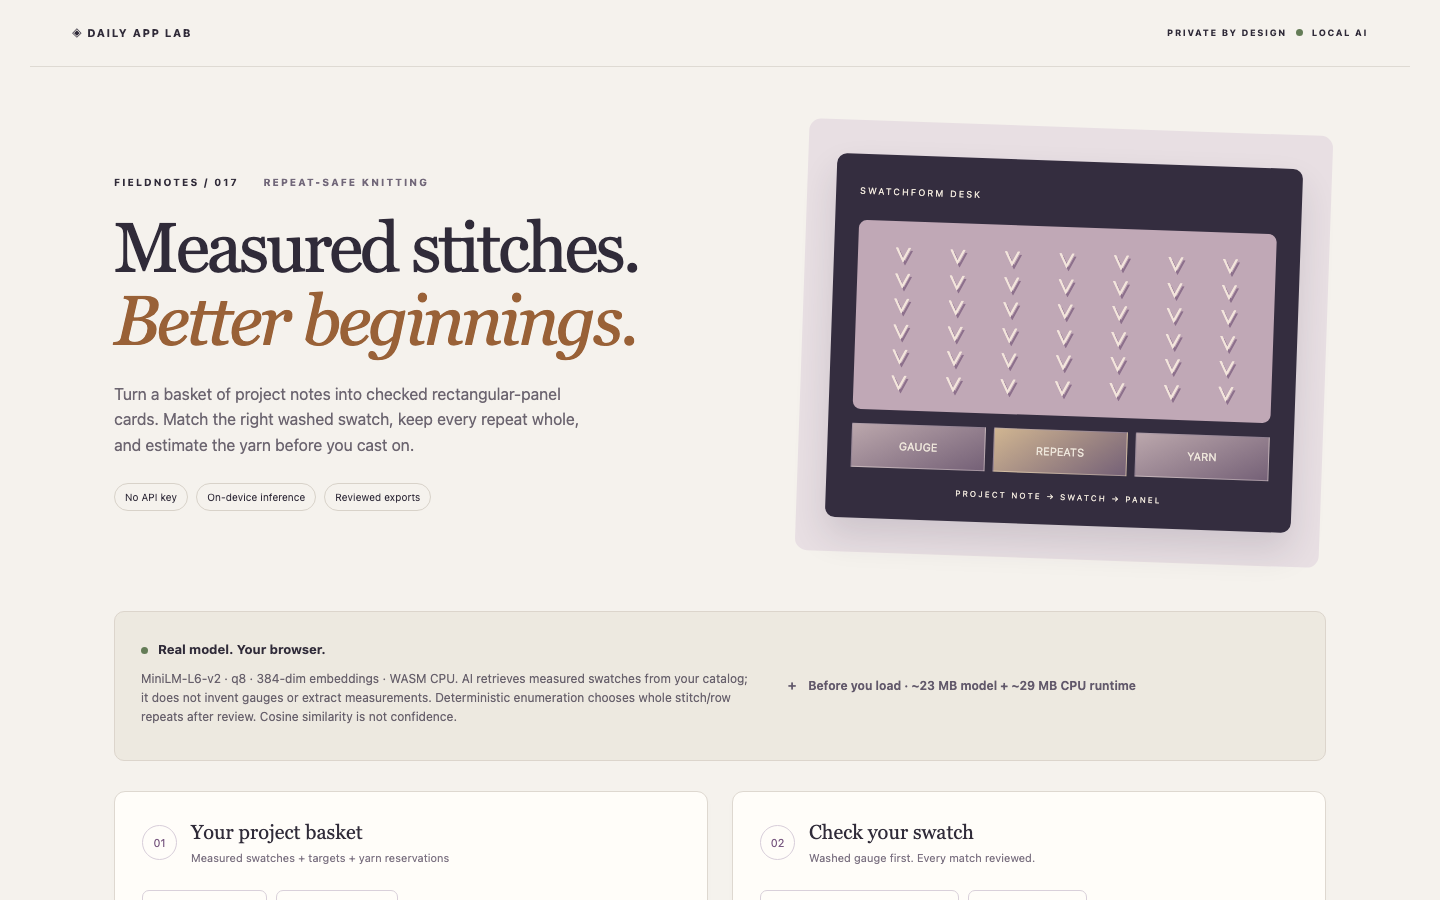 ◈ DAILY APP LAB
PRIVATE BY DESIGN ● LOCAL AI
FIELDNOTES / 017 REPEAT-SAFE KNITTING
Measured stitches.
Better beginnings.
Turn a basket of project notes into checked rectangular-panel
cards. Match the right washed swatch, keep every repeat whole,
and estimate the yarn before you cast on.
No API key
On-device inference
Reviewed exports
SWATCHFORM DESK
GAUGE
REPEATS
YARN
PROJECT NOTE → SWATCH → PANEL
Real model. Your browser.
MiniLM-L6-v2 · q8 · 384-dim embeddings · WASM CPU. AI retrieves measured swatches from your catalog;
it does not invent gauges or extract measurements. Deterministic enumeration chooses whole stitch/row
repeats after review. Cosine similarity is not confidence.
+ Before you load · ~23 MB model + ~29 MB CPU runtime
01
Your project basket
Measured swatches + targets + yarn reservations
02
Check your swatch
Washed gauge first. Every match reviewed.